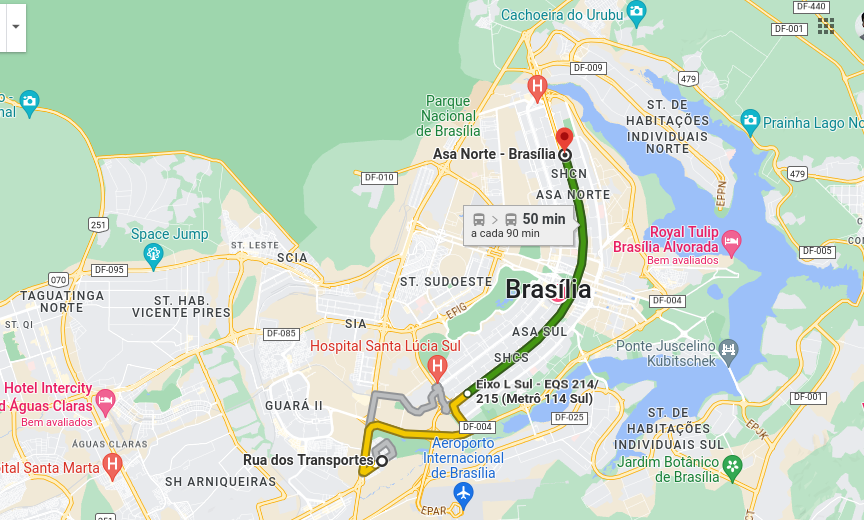 DF-440
Cachoeira do Urubu
DF-001
DF-009
479
Parque
Nacional
de Brasília
ST. DE
HABITAÇÕES
INDIVIDUAIS
NORTE
Prainha Lago No
nal
Asa Norte - Brasília
SHCN
DF-010
479
EPPN
ASA NORTE
251
Space Jump
50 min
a cada 90 min
Royal Tulip
Brasília Alvorada
Bem avaliados
ST. LESTE
SCIA
DF-005
DF-095
070
ST. SUDOESTE
Brasília
TAGUATINGA
NORTE
ST. HAB.
VICENTE PIRES
DF-004
EPIG
ST. QI
SIA
DF-085
ASA SUL
Hospital Santa Lúcia Sul
Ponte Juscelino
Kubitschek
SHCS
Hotel Intercity
d Águas Claras
Bem avaliados
Eixo L Sul - EQS 214/
215 (Metrô 114 Sul)
DF-001
GUARÁ II
ST. DE
HABITAÇÕES
INDIVIDUAIS SUL
DF-025
EPJK
DF-004
ÁGUAS CLARAS
Aeroporto
Internacional
de Brasília
Rua dos Transportes
pital Santa Marta
Jardim Botânico
de Brasília
SH ARNIQUEIRAS
EPAR
251